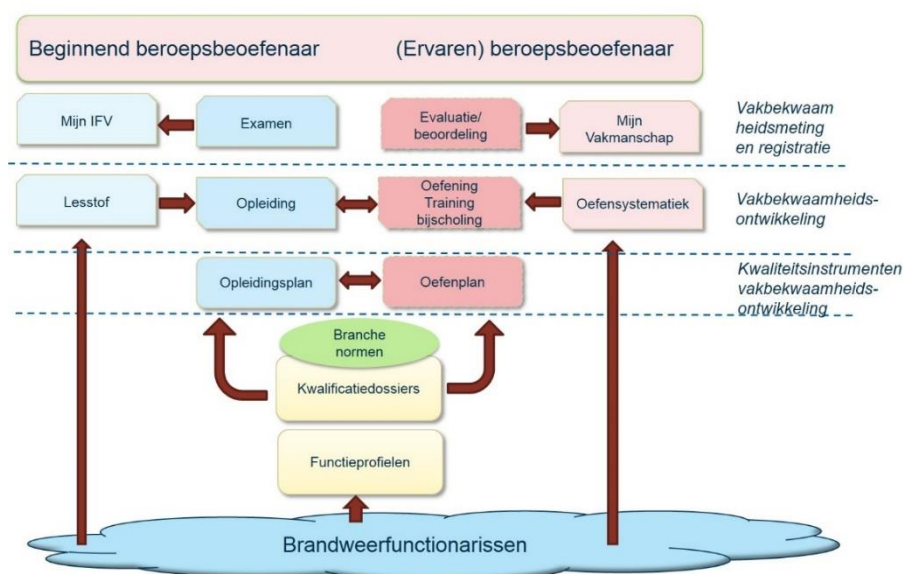 Beginnend beroepsbeoefenaar
(Ervaren) beroepsbeoefenaar
Mijn IFV
Examen
Evaluatie/
beoordeling
Mijn
Vakmanschap
Vakbekwaam
heidsmeting
en registratie
Lesstof
Opleiding
Oefening
Training
bijscholing
Oefensystematiek
Vakbekwaamheids-
ontwikkeling
Opleidingsplan
Oefenplan
Kwaliteitsinstrumenten
vakbekwaamheids-
ontwikkeling
Branche
normen
Kwalificatiedossiers
Functieprofielen
Brandweerfunctionarissen